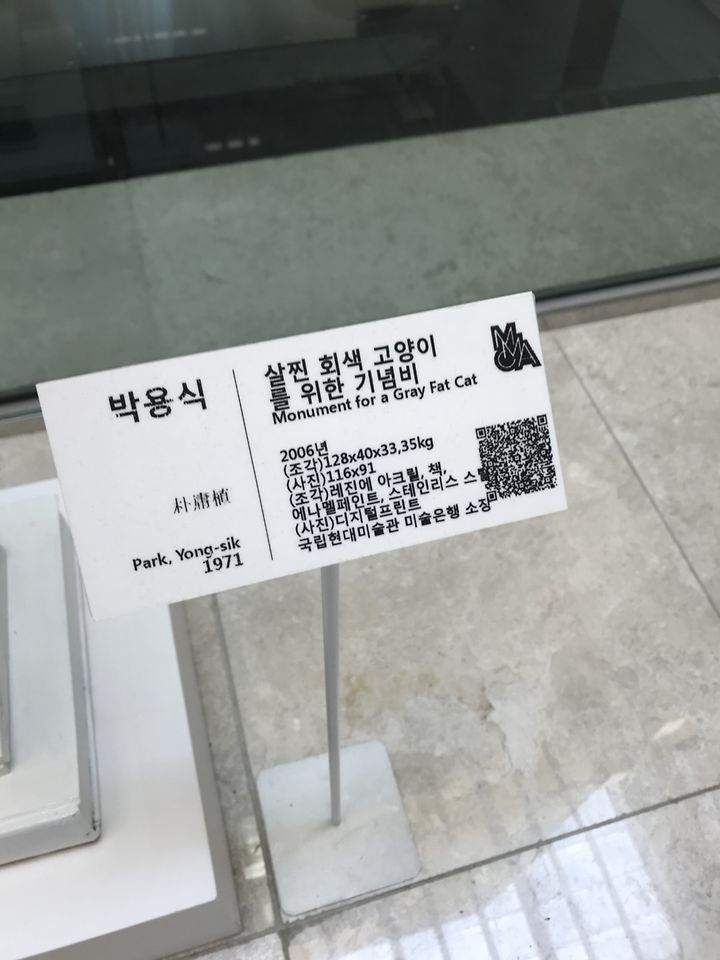 박용식
朴庸植
Park, Yong-sik
1971
살찐 회색 고양이
를 위한 기념비
Monument for a Gray Fat Cat
2006년
(조각)128x40x33,35kg
(사진)116x91
(조각)레진에 아크릴, 책,
에나멜페인트, 스테인리스
(사진)디지털프린트
국립현대미술관 미술은행 소장
MMCA